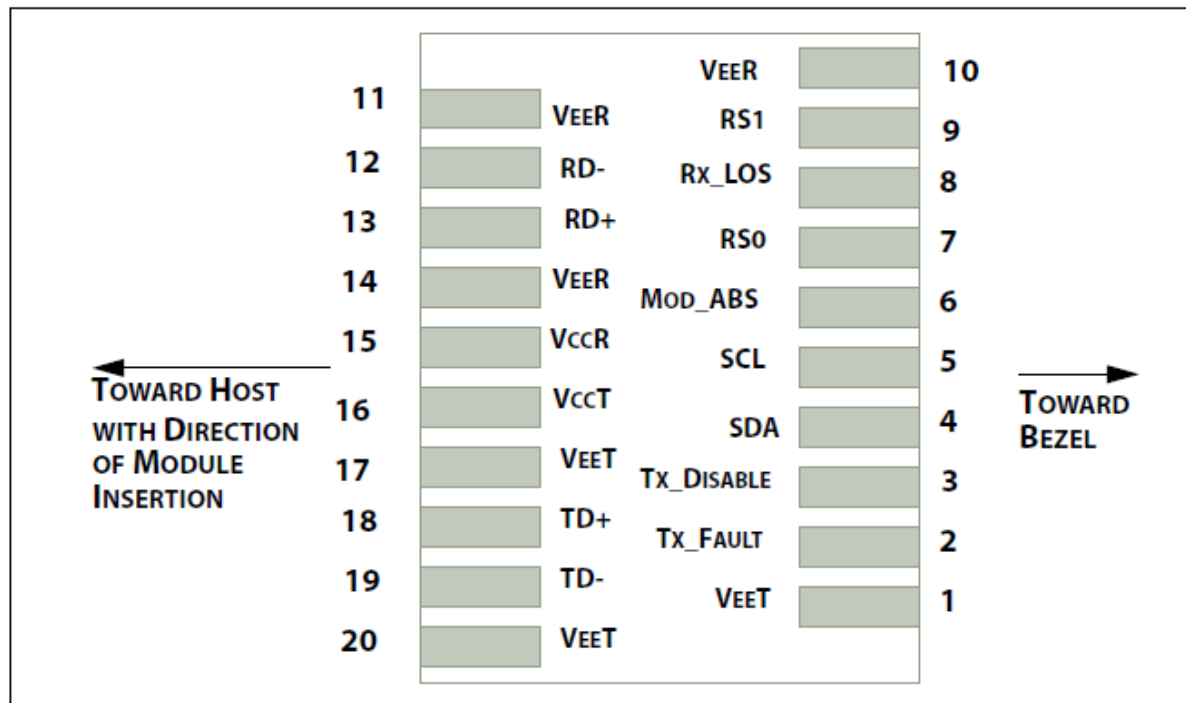 11 VEER
12 RD-
13 RD+
14 VEER
15 VCCR
16 VCCT
17 VEET
18 TD+
19 TD-
20 VEET
VEER 10
RS1 9
RX_LOS 8
RS0 7
MOD_ABS 6
SCL 5
SDA 4
TX_DISABLE 3
TX_FAULT 2
VEET 1
TOWARD HOST
WITH DIRECTION
OF MODULE
INSERTION
TOWARD
BEZEL